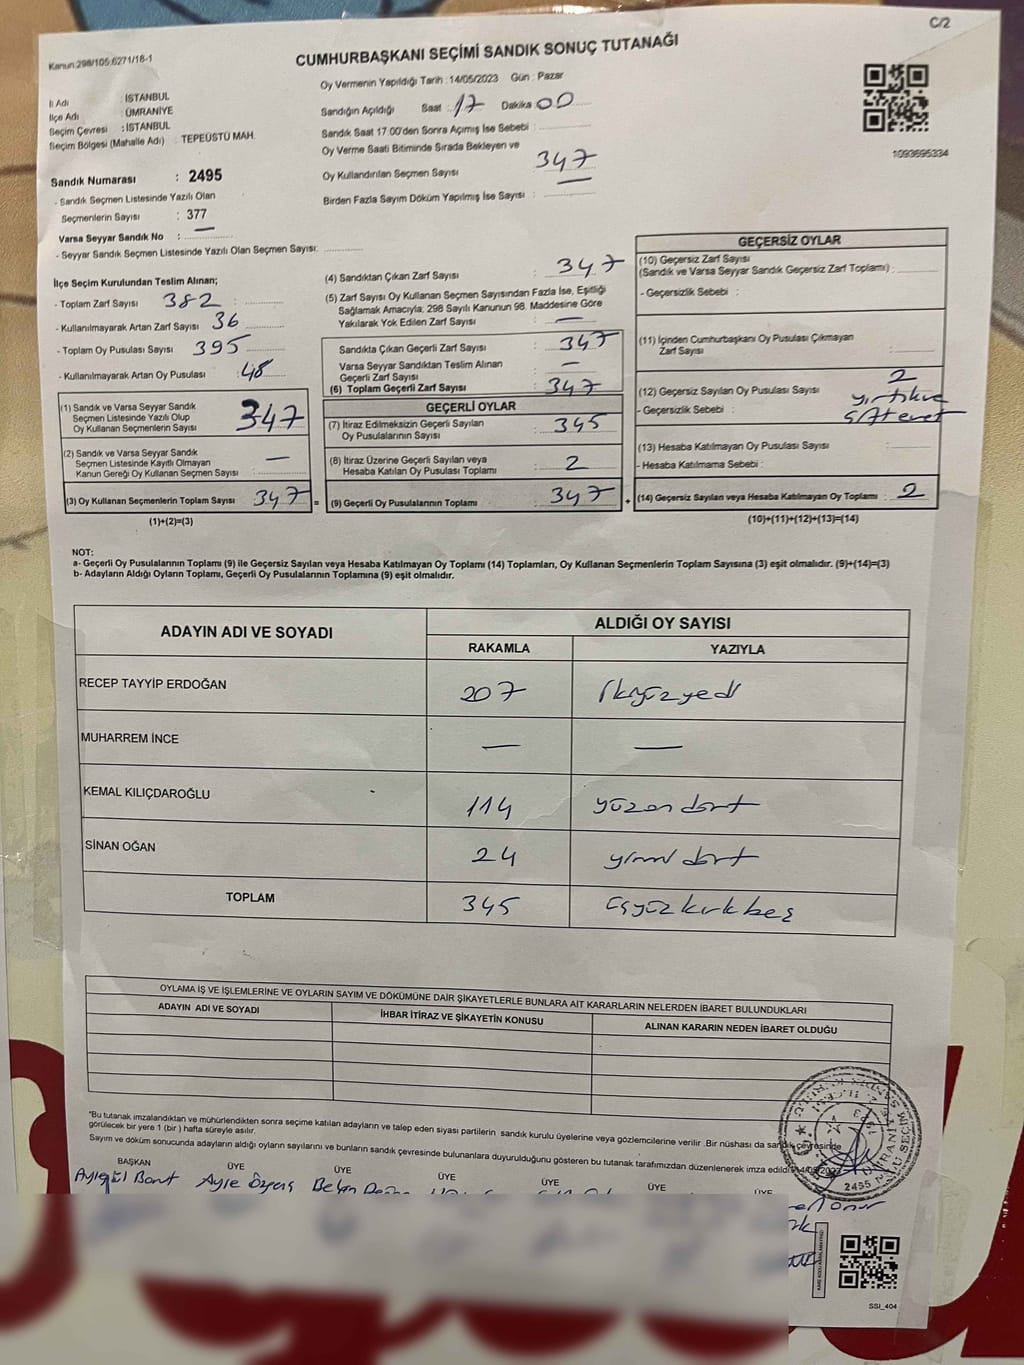 C/2
Kanun:298/105;6271/18-1
CUMHURBAŞKANI SEÇİMİ SANDIK SONUÇ TUTANAĞI
Oy Vermenin Yapıldığı Tarih : 14/05/2023 Gün : Pazar
İl Adı : İSTANBUL
İlçe Adı : ÜMRANİYE
Seçim Çevresi : İSTANBUL
Seçim Bölgesi (Mahalle Adı) : TEPEÜSTÜ MAH.
Sandığın Açıldığı Saat : 17 Dakika : 00
Sandık Saat 17.00'den Sonra Açımış İse Sebebi :
Oy Verme Saati Bitiminde Sırada Bekleyen ve
Oy Kullandırılan Seçmen Sayısı : 347
Birden Fazla Sayım Döküm Yapılmış İse Sayısı : —
1093695334
Sandık Numarası : 2495
- Sandık Seçmen Listesinde Yazılı Olan
Seçmenlerin Sayısı : 377
Varsa Seyyar Sandık No : —
- Seyyar Sandık Seçmen Listesinde Yazılı Olan Seçmen Sayısı:
İlçe Seçim Kurulundan Teslim Alınan;
- Toplam Zarf Sayısı 382
- Kullanılmayarak Artan Zarf Sayısı 36
- Toplam Oy Pusulası Sayısı 395
- Kullanılmayarak Artan Oy Pusulası : 48
(1) Sandık ve Varsa Seyyar Sandık
Seçmen Listesinde Yazılı Olup
Oy Kullanan Seçmenlerin Sayısı 347
(2) Sandık ve Varsa Seyyar Sandık
Seçmen Listesinde Kayıtlı Olmayan
Kanun Gereği Oy Kullanan Seçmen Sayısı : —
(3) Oy Kullanan Seçmenlerin Toplam Sayısı 347 =
(1)+(2)=(3)
(4) Sandıktan Çıkan Zarf Sayısı : 347
(5) Zarf Sayısı Oy Kullanan Seçmen Sayısından Fazla İse, Eşitliği
Sağlamak Amacıyla, 298 Sayılı Kanunun 98. Maddesine Göre
Yakılarak Yok Edilen Zarf Sayısı : —
Sandıkta Çıkan Geçerli Zarf Sayısı : 347
Varsa Seyyar Sandıktan Teslim Alınan
Geçerli Zarf Sayısı : —
(6) Toplam Geçerli Zarf Sayısı : 347
GEÇERLİ OYLAR
(7) İtiraz Edilmeksizin Geçerli Sayılan
Oy Pusulalarının Sayısı : 345
(8) İtiraz Üzerine Geçerli Sayılan veya
Hesaba Katılan Oy Pusulası Toplamı : 2
(9) Geçerli Oy Pusulalarının Toplamı : 347 +
GEÇERSİZ OYLAR
(10) Geçersiz Zarf Sayısı
(Sandık ve Varsa Seyyar Sandık Geçersiz Zarf Toplamı) :
- Geçersizlik Sebebi :
(11) İçinden Cumhurbaşkanı Oy Pusulası Çıkmayan
Zarf Sayısı :
(12) Geçersiz Sayılan Oy Pusulası Sayısı : 2
- Geçersizlik Sebebi : yırtık ve
(13) Hesaba Katılmayan Oy Pusulası Sayısı :
- Hesaba Katılmama Sebebi :
(14) Geçersiz Sayılan veya Hesaba Katılmayan Oy Toplamı : 2
(10)+(11)+(12)+(13)=(14)
NOT:
a- Geçerli Oy Pusulalarının Toplamı (9) ile Geçersiz Sayılan veya Hesaba Katılmayan Oy Toplamı (14) Toplamları, Oy Kullanan Seçmenlerin Toplam Sayısına (3) eşit olmalıdır. (9)+(14)=(3)
b- Adayların Aldığı Oyların Toplamı, Geçerli Oy Pusulalarının Toplamına (9) eşit olmalıdır.
ADAYIN ADI VE SOYADI ALDIĞI OY SAYISI
RAKAMLA YAZIYLA
RECEP TAYYİP ERDOĞAN 207 ikiyüzyedi
MUHARREM İNCE — —
KEMAL KILIÇDAROĞLU 114 yüzondört
SİNAN OĞAN 24 yirmi dört
TOPLAM 345 üçyüzkırkbeş
OYLAMA İŞ VE İŞLEMLERİNE VE OYLARIN SAYIM VE DÖKÜMÜNE DAİR ŞİKAYETLERLE BUNLARA AİT KARARLARIN NELERDEN İBARET BULUNDUKLARI
ADAYIN ADI VE SOYADI İHBAR İTİRAZ VE ŞİKAYETİN KONUSU ALINAN KARARIN NEDEN İBARET OLDUĞU
*Bu tutanak imzalandıktan ve mühürlendikten sonra seçime katılan adayların ve talep eden siyasi partilerin sandık kurulu üyelerine veya gözlemcilerine verilir .Bir nüshası da sandık çevresinde
görülecek bir yere 1 (bir ) hafta süreyle asılır.
Sayım ve döküm sonucunda adayların aldığı oyların sayılarını ve bunların sandık çevresinde bulunanlara duyurulduğunu gösteren bu tutanak tarafımızdan düzenlenerek imza edildi. 14/05/2023
BAŞKAN ÜYE ÜYE ÜYE ÜYE ÜYE ÜYE
Ayşegül Ayşe
2495
SSI_404